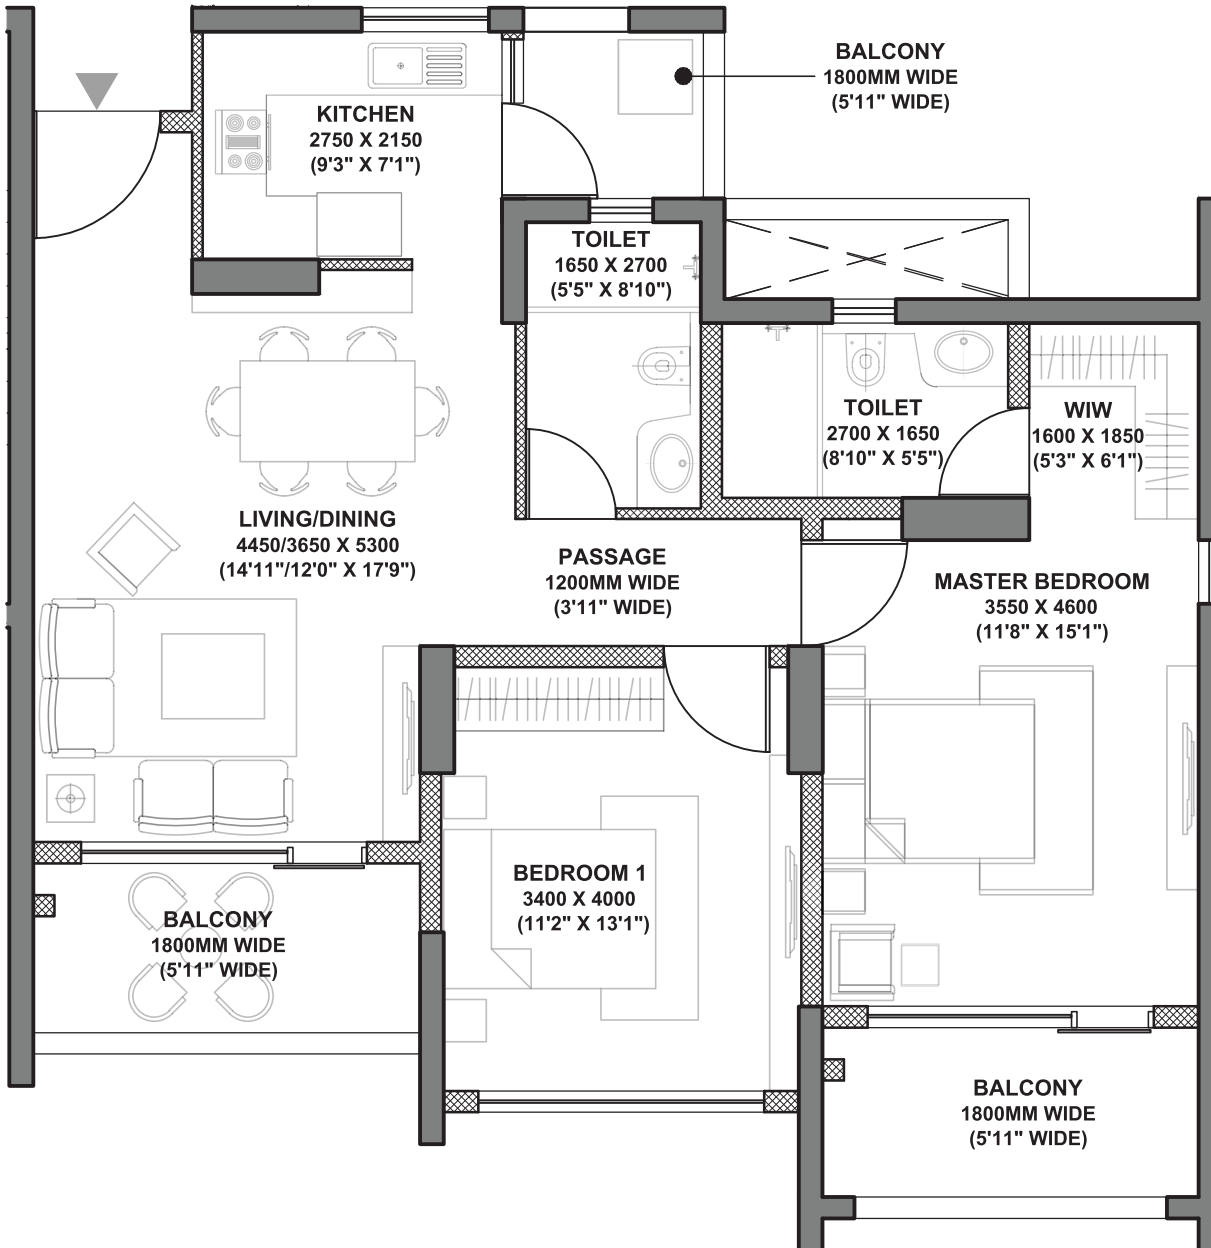 BALCONY
1800MM WIDE
(5'11" WIDE)
KITCHEN
2750 X 2150
(9'3" X 7'1")
TOILET
1650 X 2700
(5'5" X 8'10")
TOILET
2700 X 1650
(8'10" X 5'5")
WIW
1600 X 1850
(5'3" X 6'1")
LIVING/DINING
4450/3650 X 5300
(14'11"/12'0" X 17'9")
PASSAGE
1200MM WIDE
(3'11" WIDE)
MASTER BEDROOM
3550 X 4600
(11'8" X 15'1")
BEDROOM 1
3400 X 4000
(11'2" X 13'1")
BALCONY
1800MM WIDE
(5'11" WIDE)
BALCONY
1800MM WIDE
(5'11" WIDE)